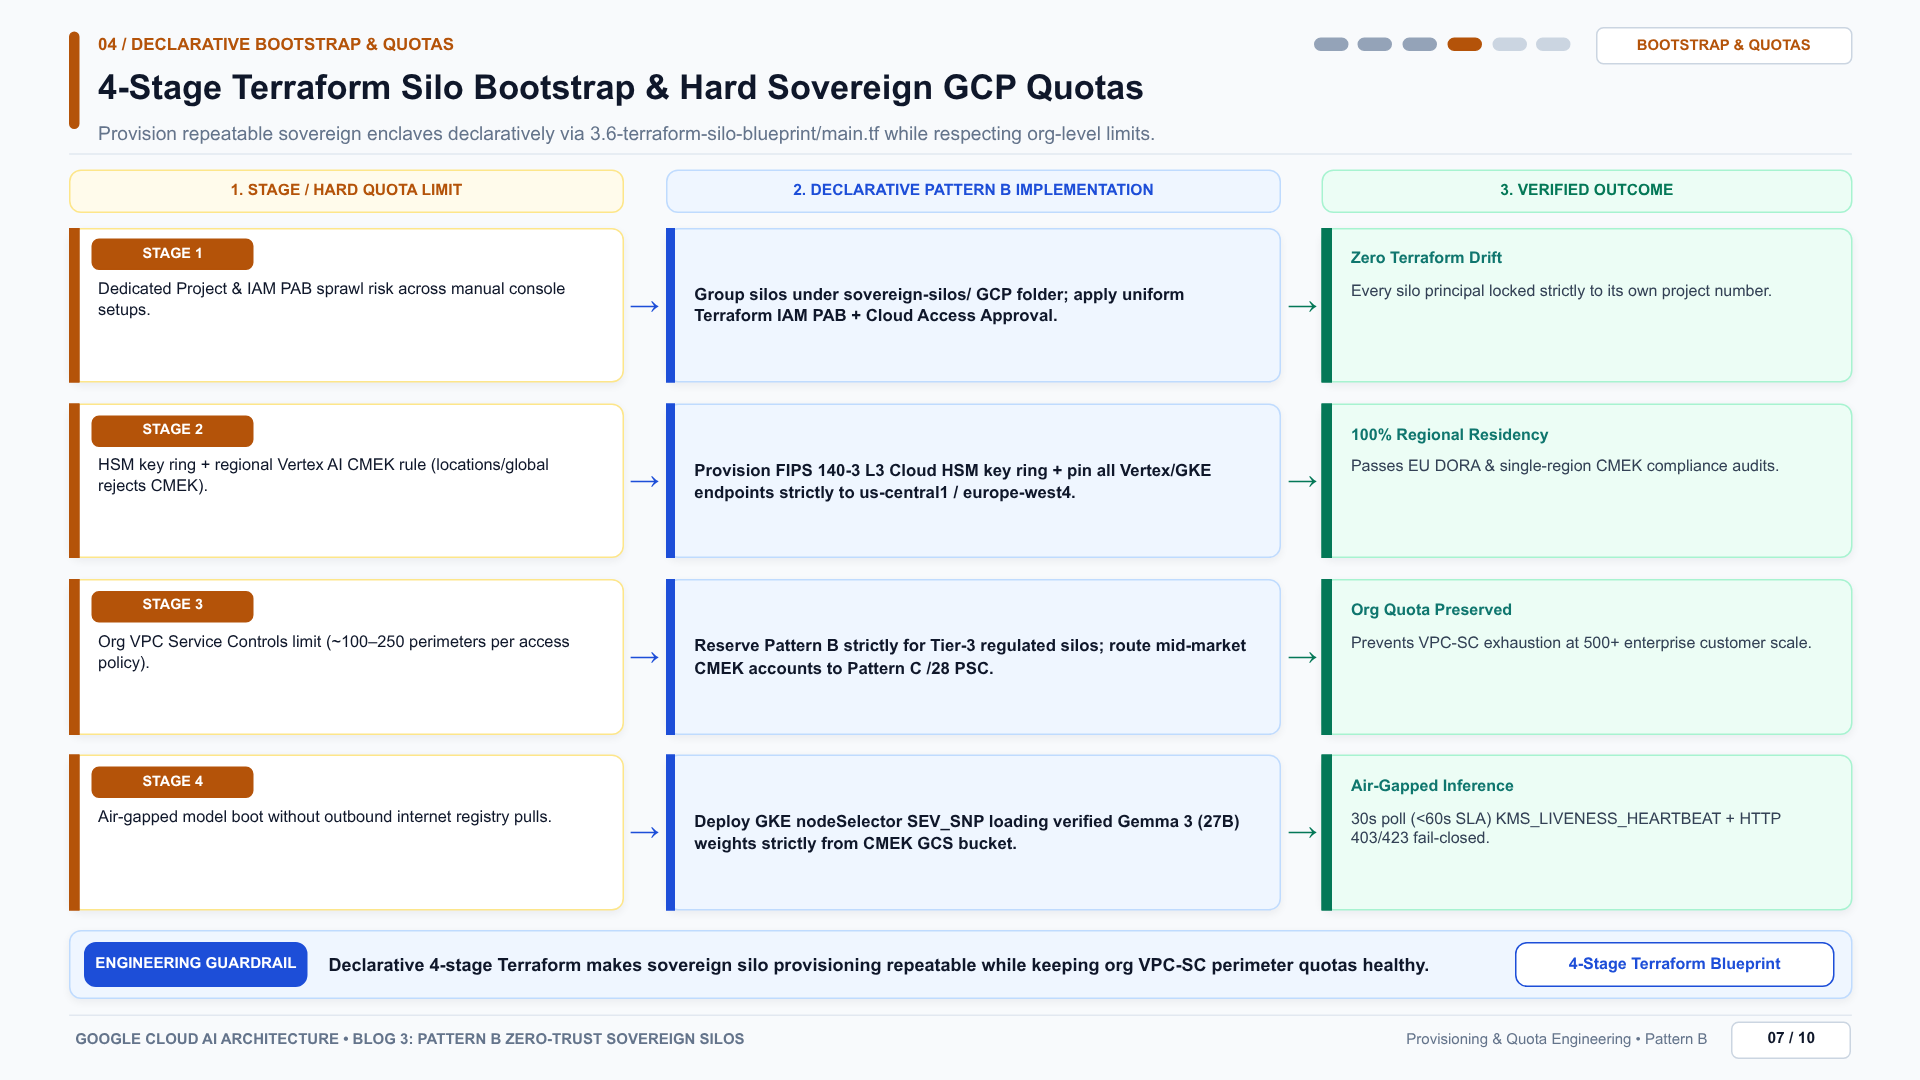 04 / DECLARATIVE BOOTSTRAP & QUOTAS
BOOTSTRAP & QUOTAS
4-Stage Terraform Silo Bootstrap & Hard Sovereign GCP Quotas
Provision repeatable sovereign enclaves declaratively via 3.6-terraform-silo-blueprint/main.tf while respecting org-level limits.
1. STAGE / HARD QUOTA LIMIT
2. DECLARATIVE PATTERN B IMPLEMENTATION
3. VERIFIED OUTCOME
STAGE 1
Dedicated Project & IAM PAB sprawl risk across manual console
setups.
→
Group silos under sovereign-silos/ GCP folder; apply uniform
Terraform IAM PAB + Cloud Access Approval.
→
Zero Terraform Drift
Every silo principal locked strictly to its own project number.
STAGE 2
HSM key ring + regional Vertex AI CMEK rule (locations/global
rejects CMEK).
→
Provision FIPS 140-3 L3 Cloud HSM key ring + pin all Vertex/GKE
endpoints strictly to us-central1 / europe-west4.
→
100% Regional Residency
Passes EU DORA & single-region CMEK compliance audits.
STAGE 3
Org VPC Service Controls limit (~100–250 perimeters per access
policy).
→
Reserve Pattern B strictly for Tier-3 regulated silos; route mid-market
CMEK accounts to Pattern C /28 PSC.
→
Org Quota Preserved
Prevents VPC-SC exhaustion at 500+ enterprise customer scale.
STAGE 4
Air-gapped model boot without outbound internet registry pulls.
→
Deploy GKE nodeSelector SEV_SNP loading verified Gemma 3 (27B)
weights strictly from CMEK GCS bucket.
→
Air-Gapped Inference
30s poll (<60s SLA) KMS_LIVENESS_HEARTBEAT + HTTP
403/423 fail-closed.
ENGINEERING GUARDRAIL
Declarative 4-stage Terraform makes sovereign silo provisioning repeatable while keeping org VPC-SC perimeter quotas healthy.
4-Stage Terraform Blueprint
GOOGLE CLOUD AI ARCHITECTURE • BLOG 3: PATTERN B ZERO-TRUST SOVEREIGN SILOS
Provisioning & Quota Engineering • Pattern B
07 / 10